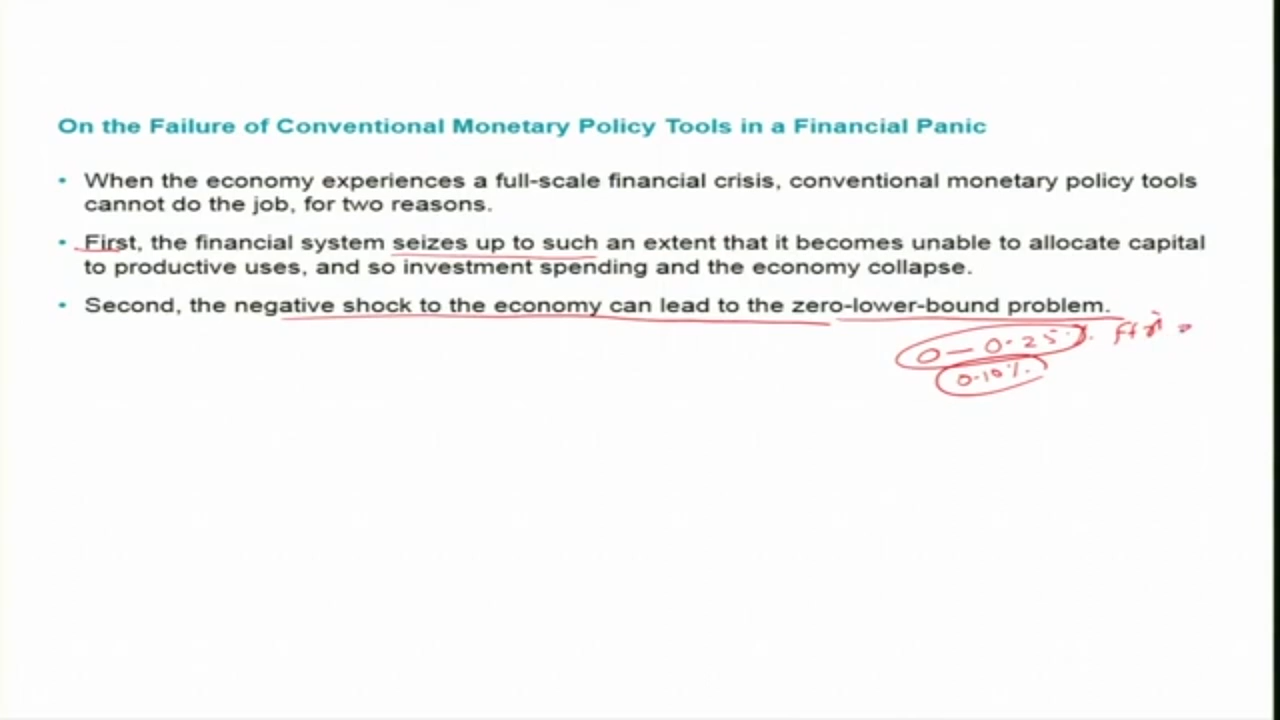 On the Failure of Conventional Monetary Policy Tools in a Financial Panic
• When the economy experiences a full-scale financial crisis, conventional monetary policy tools
cannot do the job, for two reasons.
• First, the financial system seizes up to such an extent that it becomes unable to allocate capital
to productive uses, and so investment spending and the economy collapse.
• Second, the negative shock to the economy can lead to the zero-lower-bound problem.
0 — 0.25%.
0.10%.